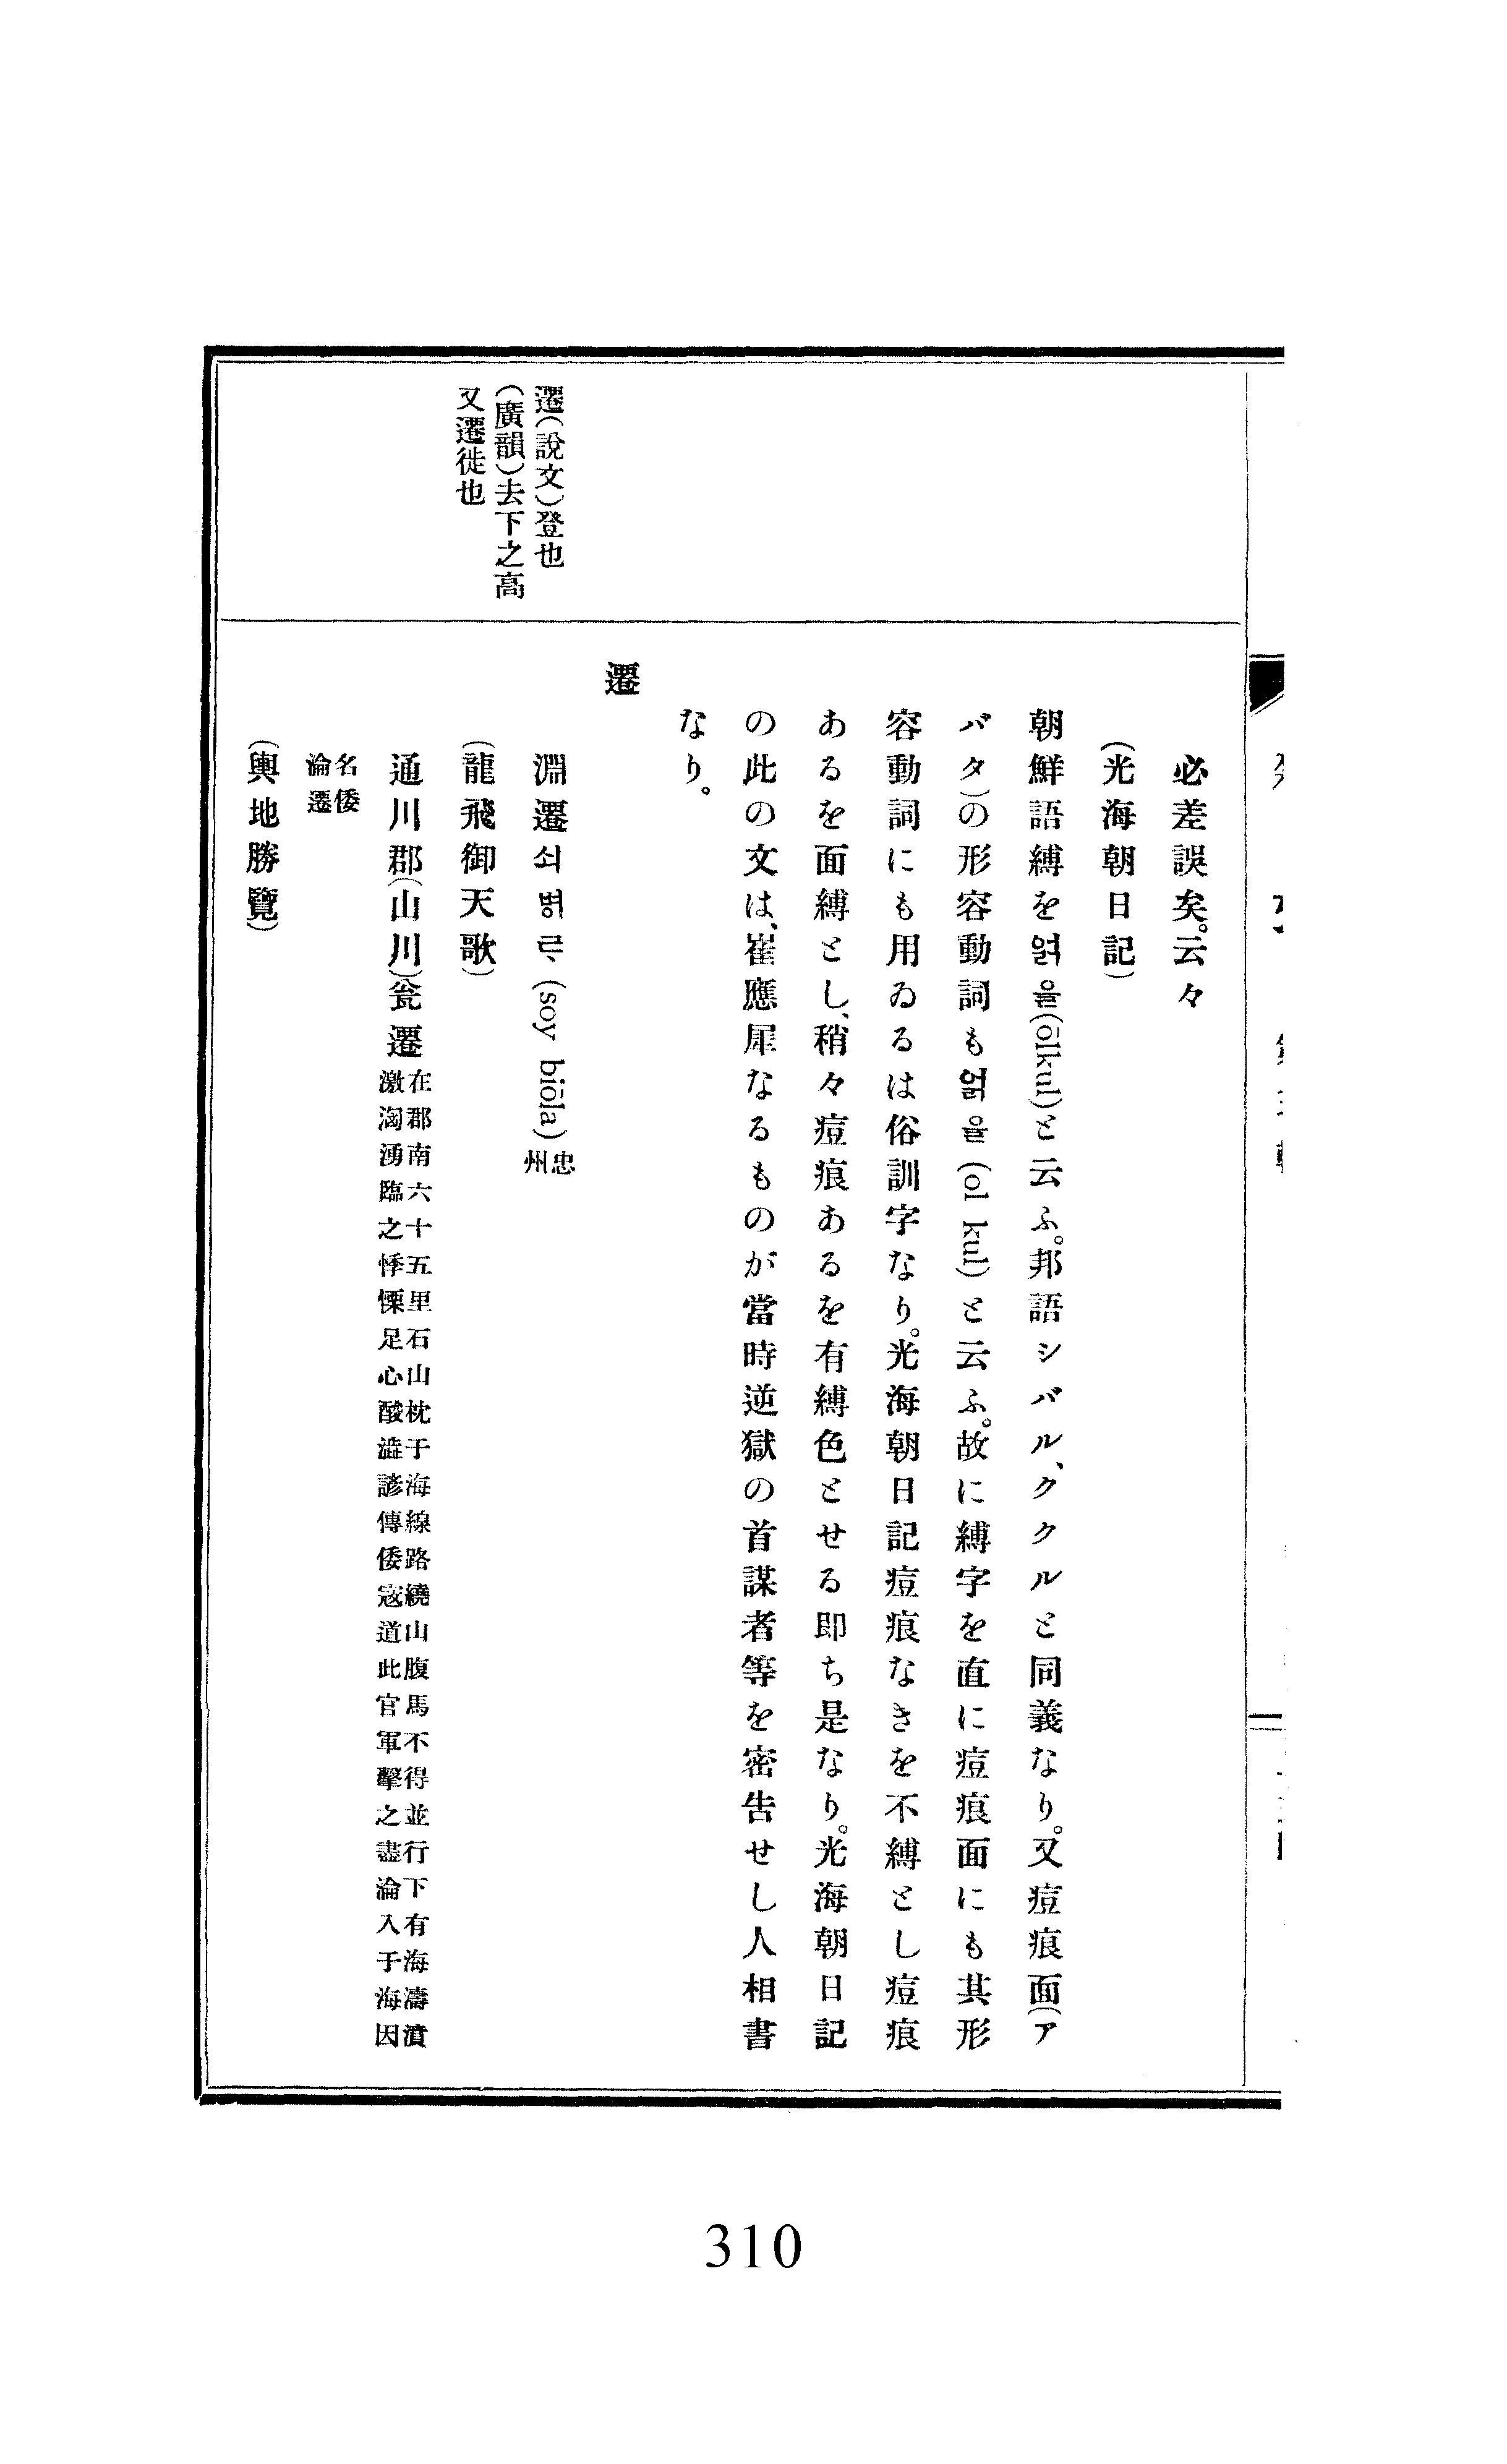 必差誤矣。云々
(光海朝日記)
朝鮮語縛を얽을(ŏlkul)と云ふ。邦語シバル、ククルと同義なり。又痘痕面(ア
バタ)の形容動詞も얽을(ol kul)と云ふ。故に縛字を直に痘痕面にも其形
容動詞にも用ゐるは俗訓字なり。光海朝日記痘痕なきを不縛とし痘痕
あるを面縛とし、稍々痘痕あるを有縛色とせる即ち是なり。光海朝日記
の此の文は、崔應犀なるものが當時逆獄の首謀者等を密告せし人相書
なり。
遷
遷(說文)登也
(廣韻)去下之高
又遷徙也
淵遷쇠벼ᄅᆞ(soy biŏla)忠州
(龍飛御天歌)
通川郡(山川)瓮遷在郡南六十五里石山枕于海線路繞山腹馬不得並行下有海濤濆
激洶湧臨之悸慄足心酸澁諺傳倭寇道此官軍擊之盡淪入于海因
名倭
淪遷
(輿地勝覽)
310